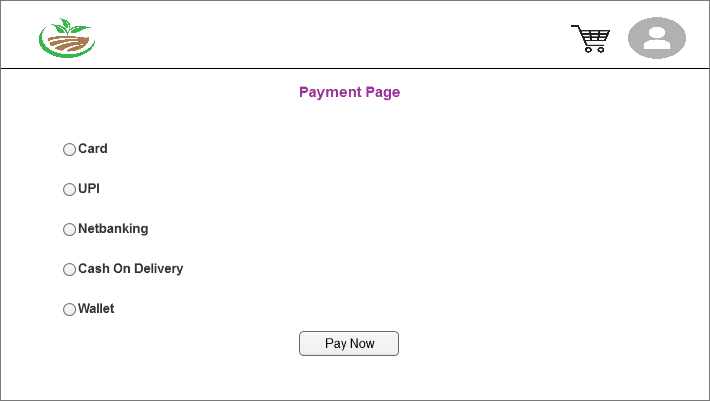 Payment Page
Card
UPI
Netbanking
Cash On Delivery
Wallet
Pay Now